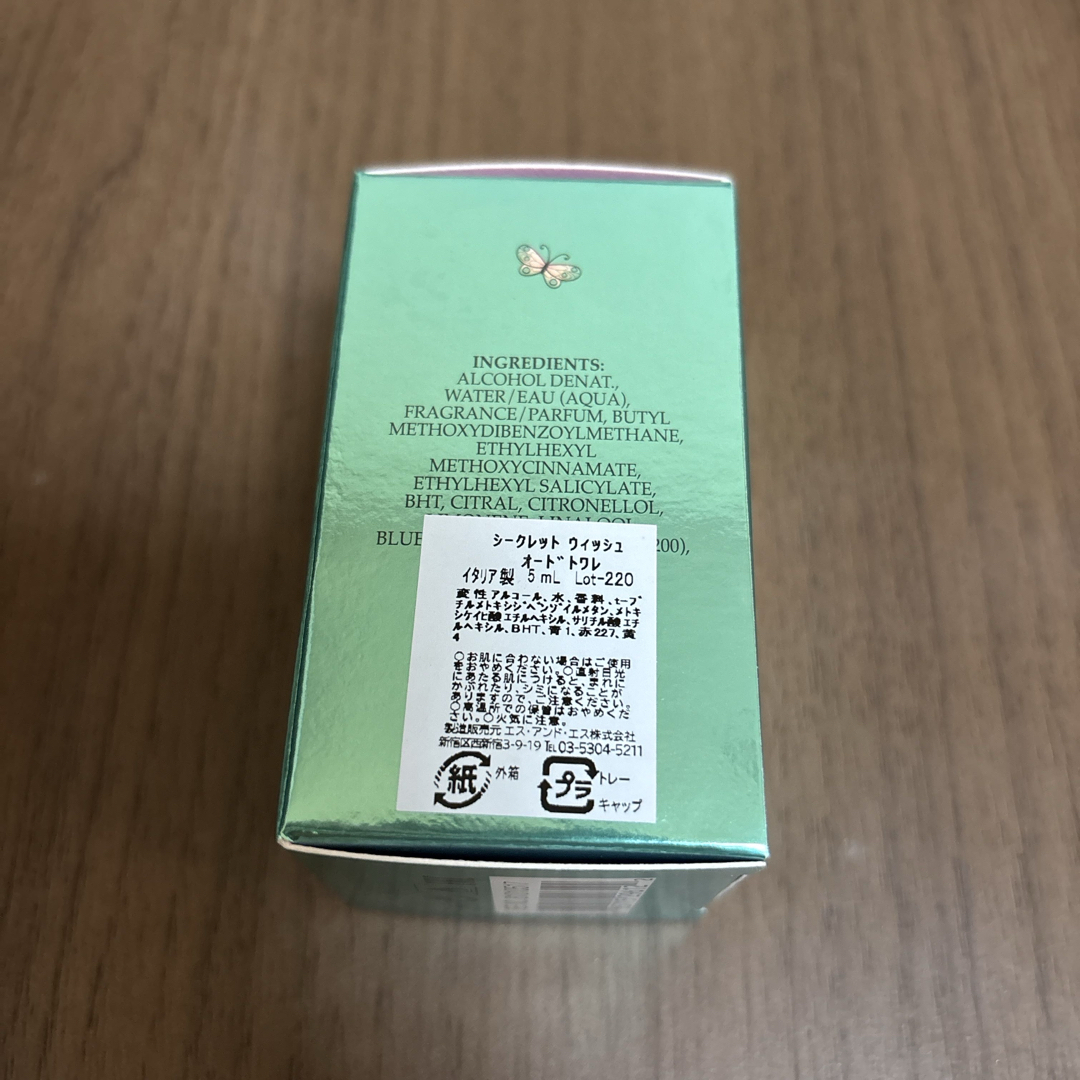 INGREDIENTS:
ALCOHOL DENAT.,
WATER/EAU (AQUA),
FRAGRANCE/PARFUM, BUTYL
METHOXYDIBENZOYLMETHANE,
ETHYLHEXYL
METHOXYCINNAMATE,
ETHYLHEXYL SALICYLATE,
BHT, CITRAL, CITRONELLOL,
シークレット ウィッシュ
オードトワレ
イタリア製 5mL Lot-220
変性アルコール、水、香料、t-ブ
チルメトキシジベンゾイルメタン、メトキ
シケイヒ酸エチルヘキシル、サリチル酸エチ
ルヘキシル、BHT、青1、赤227、黄
4
○お肌に合わない場合はご使用
をおやめください。○直射日光
にあたる肌につけると、まれに
かぶれたり、シミになることが
ありますので、ご注意ください。
○高温所での保管はおやめくだ
さい。○火気に注意。
製造販売元 エス・アンド・エス株式会社
新宿区西新宿3-9-19 TEL 03-5304-5211
紙 外箱
プラ トレー
キャップ